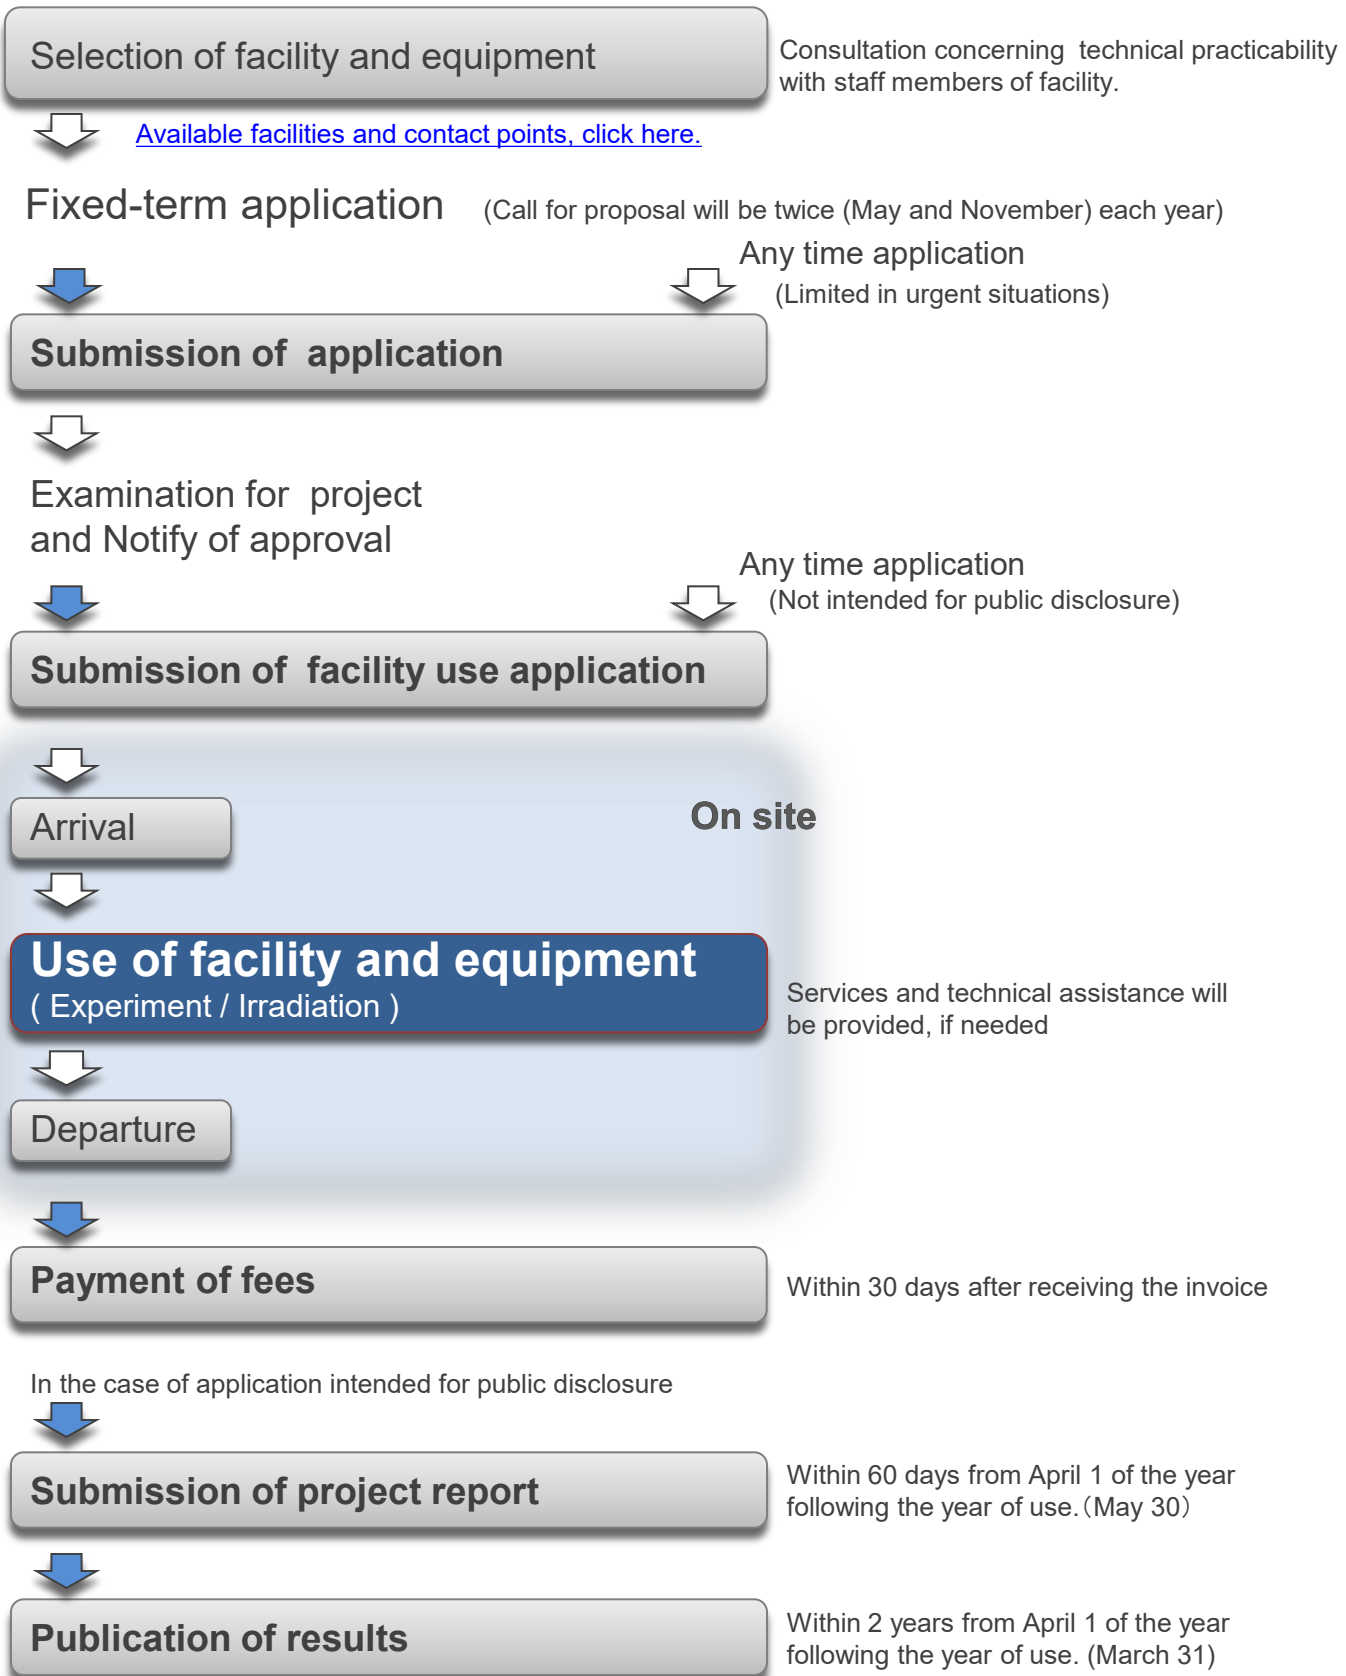 Selection of facility and equipment
Consultation concerning technical practicability
with staff members of facility.
Available facilities and contact points, click here.
Fixed-term application (Call for proposal will be twice (May and November) each year)
Any time application
(Limited in urgent situations)
Submission of application
Examination for project
and Notify of approval
Any time application
(Not intended for public disclosure)
Submission of facility use application
On site
Arrival
Use of facility and equipment
( Experiment / Irradiation )
Services and technical assistance will
be provided, if needed
Departure
Payment of fees
Within 30 days after receiving the invoice
In the case of application intended for public disclosure
Submission of project report
Within 60 days from April 1 of the year
following the year of use.（May 30）
Publication of results
Within 2 years from April 1 of the year
following the year of use. (March 31)